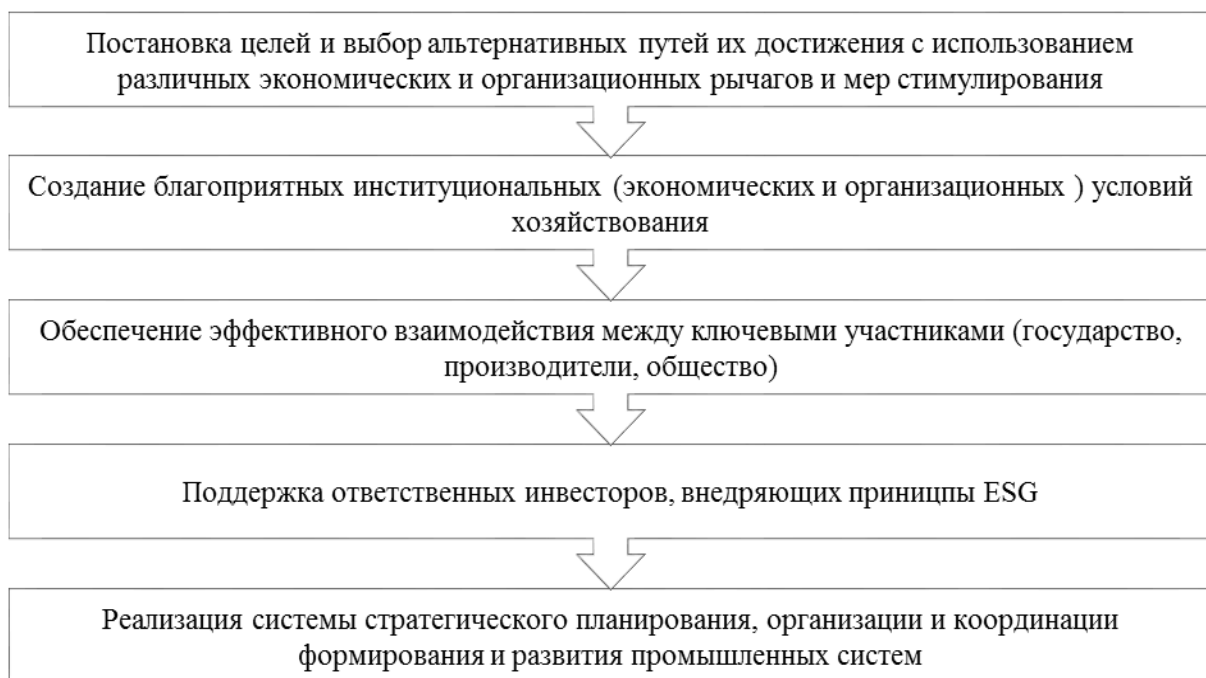 Постановка целей и выбор альтернативных путей их достижения с использованием
различных экономических и организационных рычагов и мер стимулирования
Создание благоприятных институциональных (экономических и организационных ) условий
хозяйствования
Обеспечение эффективного взаимодействия между ключевыми участниками (государство,
производители, общество)
Поддержка ответственных инвесторов, внедряющих приницпы ESG
Реализация системы стратегического планирования, организации и координации
формирования и развития промышленных систем